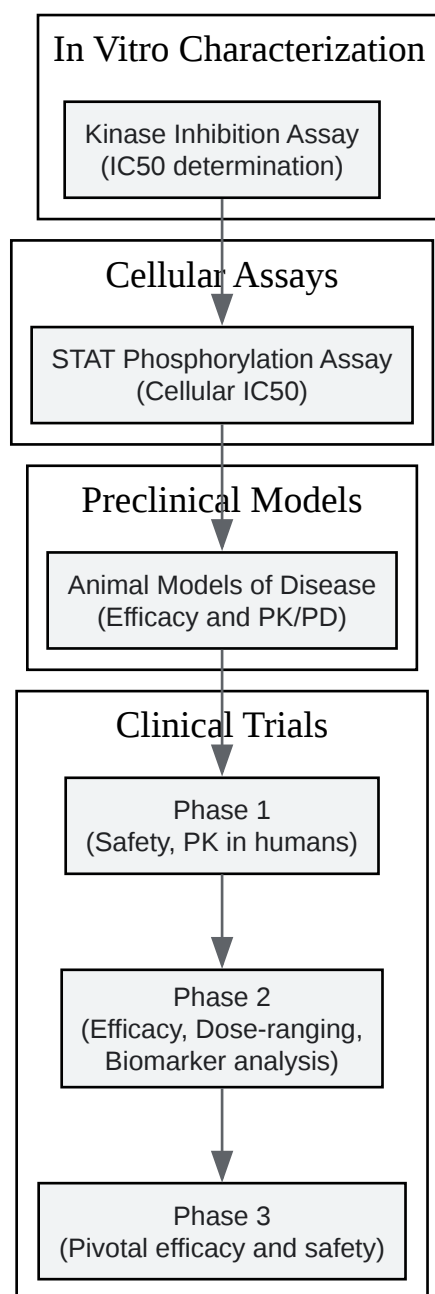 In Vitro Characterization
Kinase Inhibition Assay
(IC50 determination)
Cellular Assays
STAT Phosphorylation Assay
(Cellular IC50)
Preclinical Models
Animal Models of Disease
(Efficacy and PK/PD)
Clinical Trials
Phase 1
(Safety, PK in humans)
Phase 2
(Efficacy, Dose-ranging,
Biomarker analysis)
Phase 3
(Pivotal efficacy and safety)